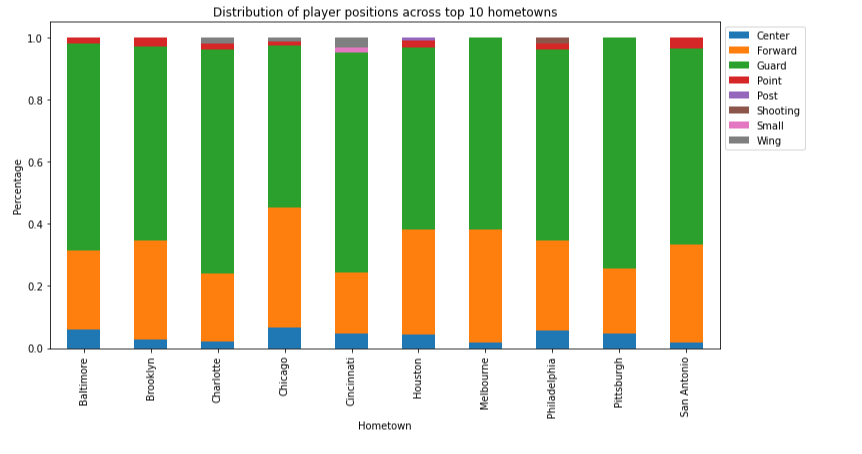 Distribution of player positions across top 10 hometowns
1.0
0.8
0.6
0.4
0.2
0.0
Percentage
Baltimore
Brooklyn
Charlotte
Chicago
Cincinnati
Houston
Melbourne
Philadelphia
Pittsburgh
San Antonio
Hometown
Center
Forward
Guard
Point
Post
Shooting
Small
Wing